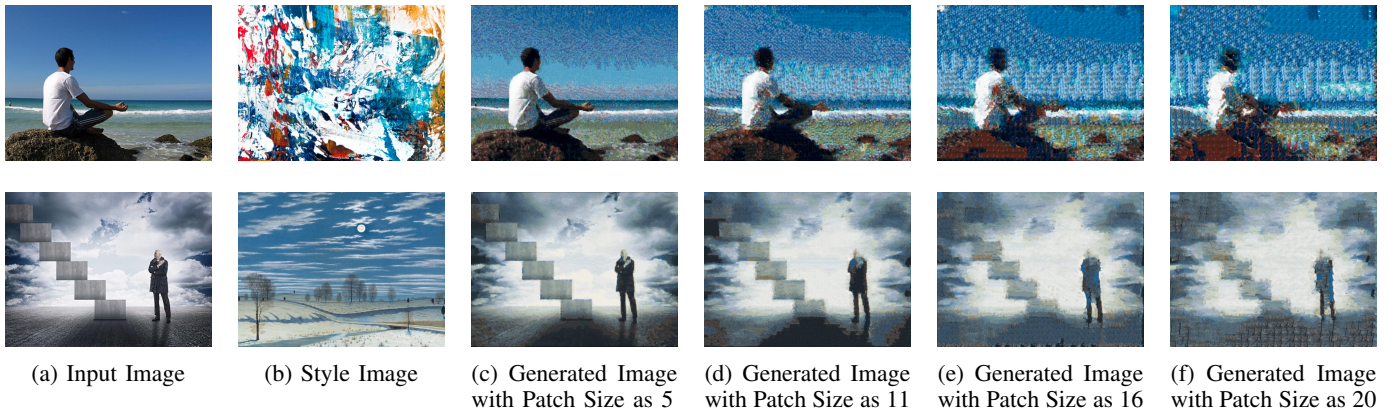 (a) Input Image
(b) Style Image
(c) Generated Image
with Patch Size as 5
(d) Generated Image
with Patch Size as 11
(e) Generated Image
with Patch Size as 16
(f) Generated Image
with Patch Size as 20